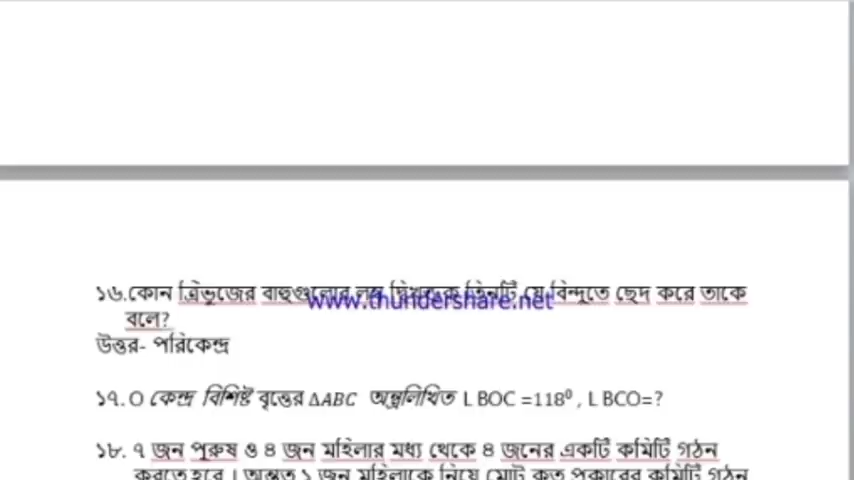 ১৬.কোন ত্রিভুজের বাহুগুলোর লম্ব দ্বিখন্ডক তিনটি যে বিন্দুতে ছেদ করে তাকে
www.thundershare.net
বলে?
উত্তর- পরিকেন্দ্র
১৭. O কেন্দ্র বিশিষ্ট বৃত্তের ΔABC অন্তর্লিখিত L BOC =118⁰ , L BCO=?
১৮. ৭ জন পুরুষ ও ৪ জন মহিলার মধ্য থেকে ৪ জনের একটি কমিটি গঠন
করতে হবে । অন্তত ১ জন মহিলাকে নিয়ে মোট কত প্রকারের কমিটি গঠন